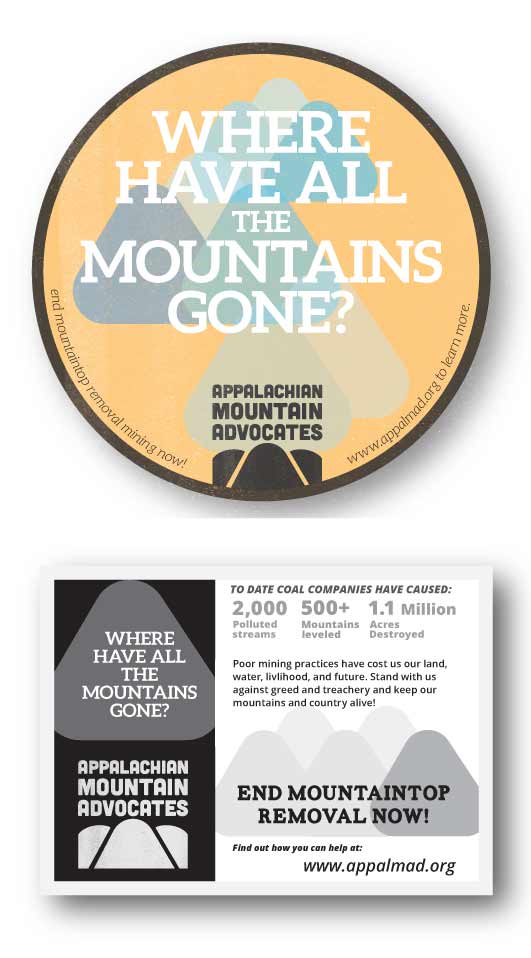 WHERE
HAVE ALL
THE
MOUNTAINS
GONE?
end mountaintop removal mining now!
www.appalmad.org to learn more.
APPALACHIAN
MOUNTAIN
ADVOCATES
WHERE
HAVE ALL
THE
MOUNTAINS
GONE?
APPALACHIAN
MOUNTAIN
ADVOCATES
TO DATE COAL COMPANIES HAVE CAUSED:
2,000 500+ 1.1 Million
Polluted Mountains Acres
streams leveled Destroyed
Poor mining practices have cost us our land,
water, livlihood, and future. Stand with us
against greed and treachery and keep our
mountains and country alive!
END MOUNTAINTOP
REMOVAL NOW!
Find out how you can help at:
www.appalmad.org